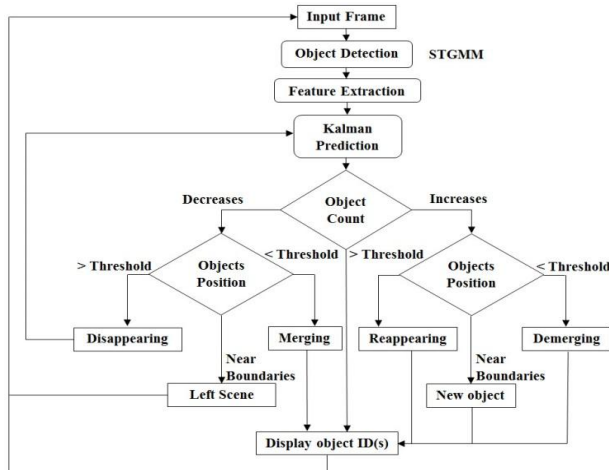 Input Frame
Object Detection
STGMM
Feature Extraction
Kalman
Prediction
Decreases
Object
Count
Increases
> Threshold
Objects
Position
< Threshold
> Threshold
Objects
Position
< Threshold
Disappearing
Merging
Reappearing
Demerging
Near
Boundaries
Near
Boundaries
Left Scene
New object
Display object ID(s)